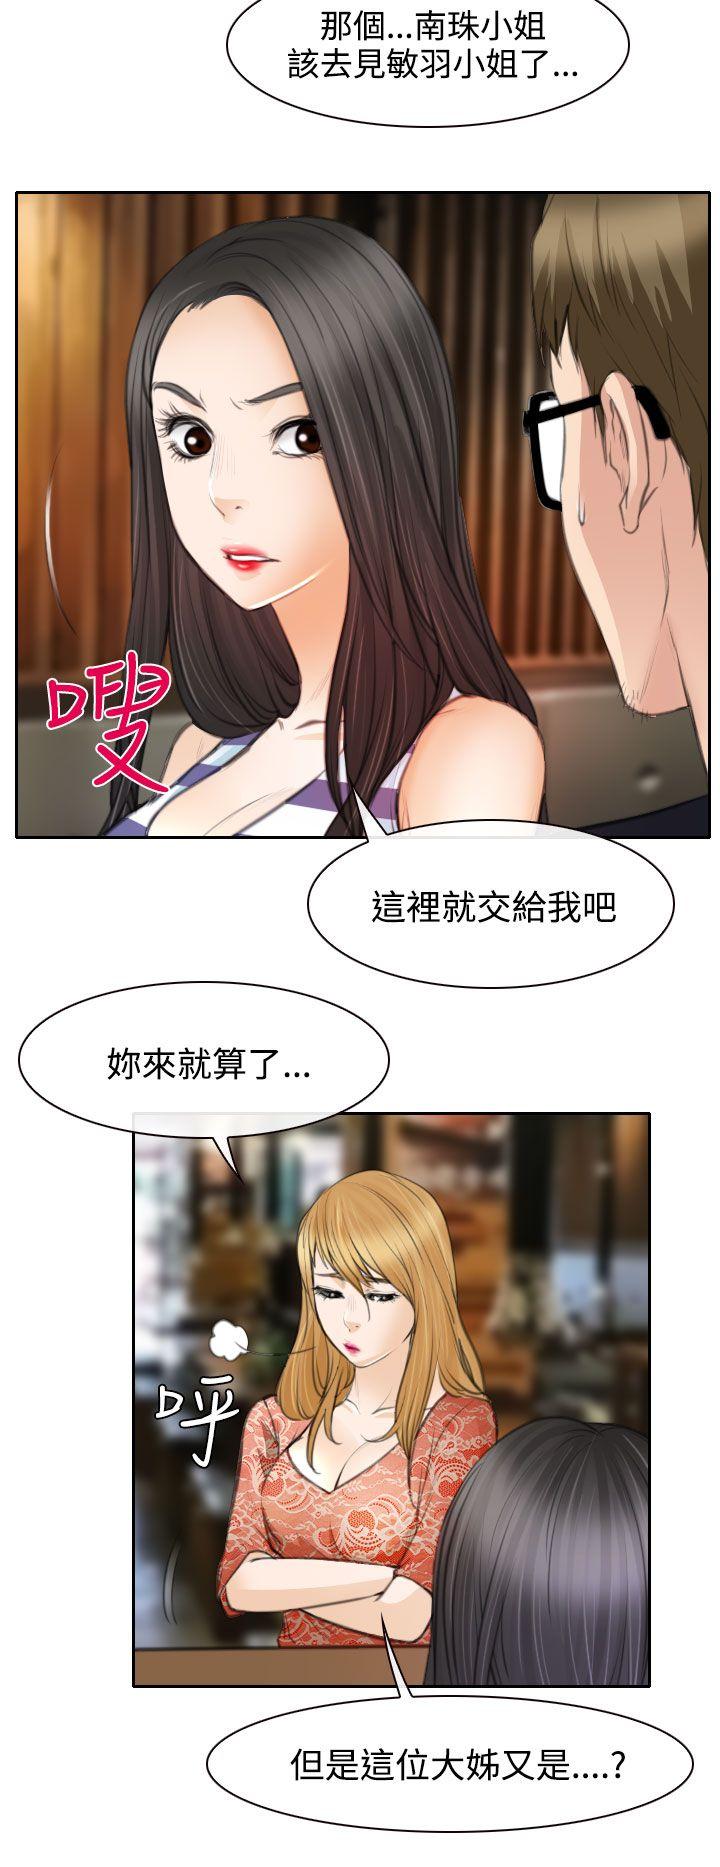 那個...南珠小姐
該去見敏羽小姐了...
嗖
這裡就交給我吧
妳來就算了...
呼
但是這位大姊又是....?